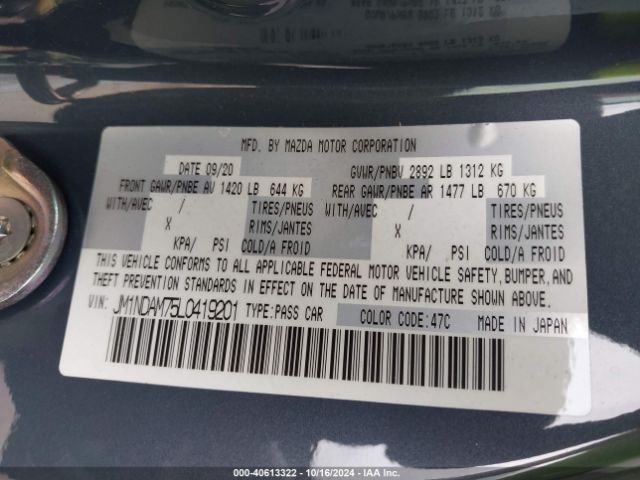 MFD. BY MAZDA MOTOR CORPORATION
DATE 09/20 GVWR/PNBV 2892 LB 1312 KG
FRONT GAWR/PNBE AV 1420 LB 644 KG REAR GAWR/PNBE AR 1477 LB 670 KG
WITH/AVEC / TIRES/PNEUS WITH/AVEC / TIRES/PNEUS
X RIMS/JANTES X RIMS/JANTES
KPA/ PSI COLD/A FROID KPA/ PSI COLD/A FROID
THIS VEHICLE CONFORMS TO ALL APPLICABLE FEDERAL MOTOR VEHICLE SAFETY, BUMPER, AND
THEFT PREVENTION STANDARDS IN EFFECT ON THE DATE OF MANUFACTURE SHOWN ABOVE.
VIN: JM1NDAM75L0419201 TYPE:PASS CAR COLOR CODE:47C MADE IN JAPAN
000-40613322 | 10/16/2024 | IAAI.com